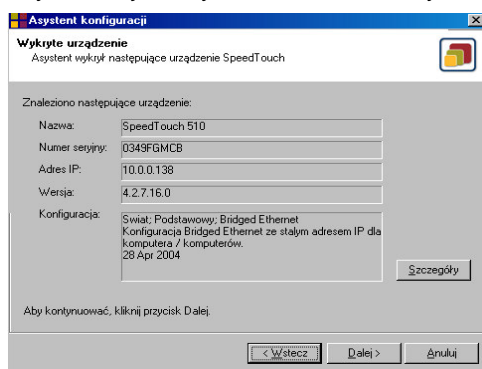 Asystent konfiguracji
Wykryte urządzenie
Asystent wykrył następujące urządzenie SpeedTouch
Znaleziono następujące urządzenie:
Nazwa: SpeedTouch 510
Numer seryjny: 0349FGMCB
Adres IP: 10.0.0.138
Wersja: 4.2.7.16.0
Konfiguracja: Swiat; Podstawowy; Bridged Ethernet
Konfiguracja Bridged Ethernet ze stalym adresem IP dla
komputera / komputerów.
28 Apr 2004
Szczegóły
Aby kontynuować, kliknij przycisk Dalej.
< Wstecz Dalej > Anuluj